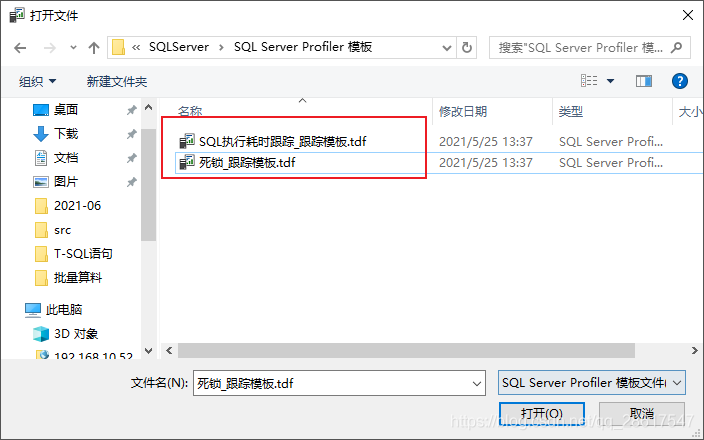 打开文件
« SQLServer › SQL Server Profiler 模板
搜索"SQL Server Profiler 模...
组织
新建文件夹
名称 修改日期 类型 大小
桌面
下载
文档
图片
2021-06
src
T-SQL语句
批量算料
此电脑
3D 对象
192.168.10.52
SQL执行耗时跟踪_跟踪模板.tdf 2021/5/25 13:37 SQL Server Profi...
死锁_跟踪模板.tdf 2021/5/25 13:37 SQL Server Profi...
文件名(N): 死锁_跟踪模板.tdf SQL Server Profiler 模板文件(
打开(O) 取消
https://blog.csdn.net/qq_28617547